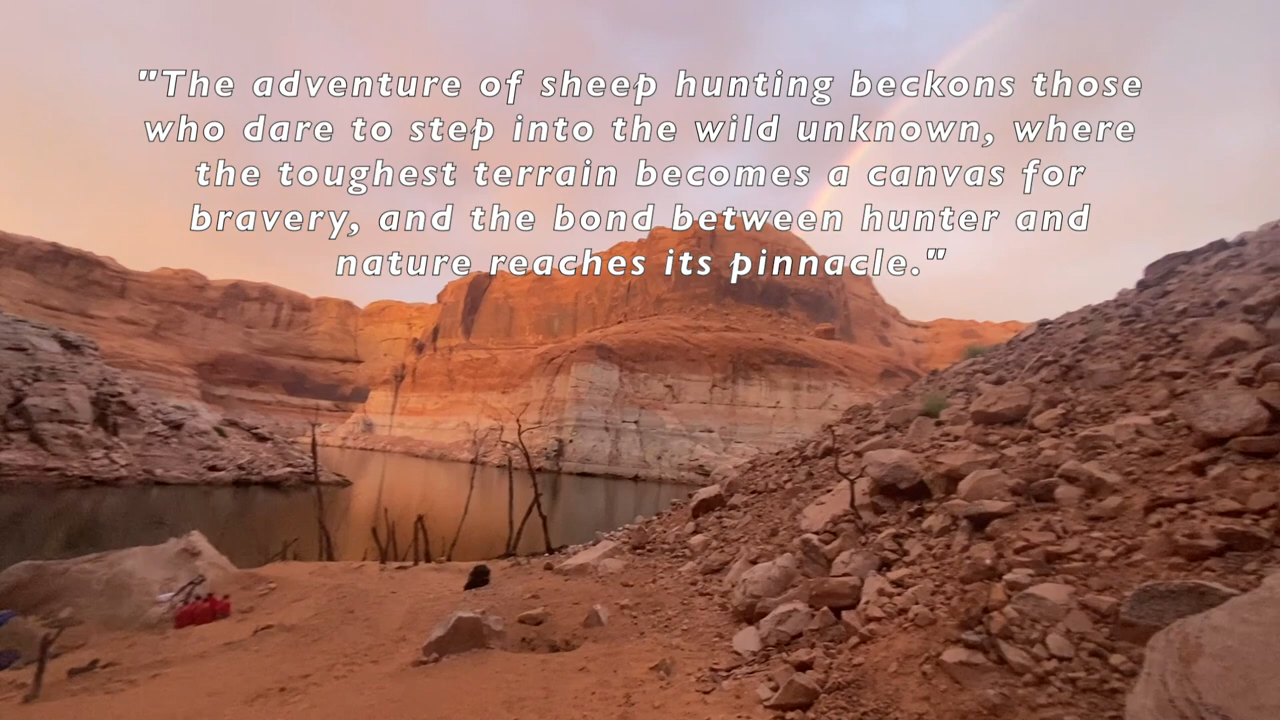 "The adventure of sheep hunting beckons those
who dare to step into the wild unknown, where
the toughest terrain becomes a canvas for
bravery, and the bond between hunter and
nature reaches its pinnacle."